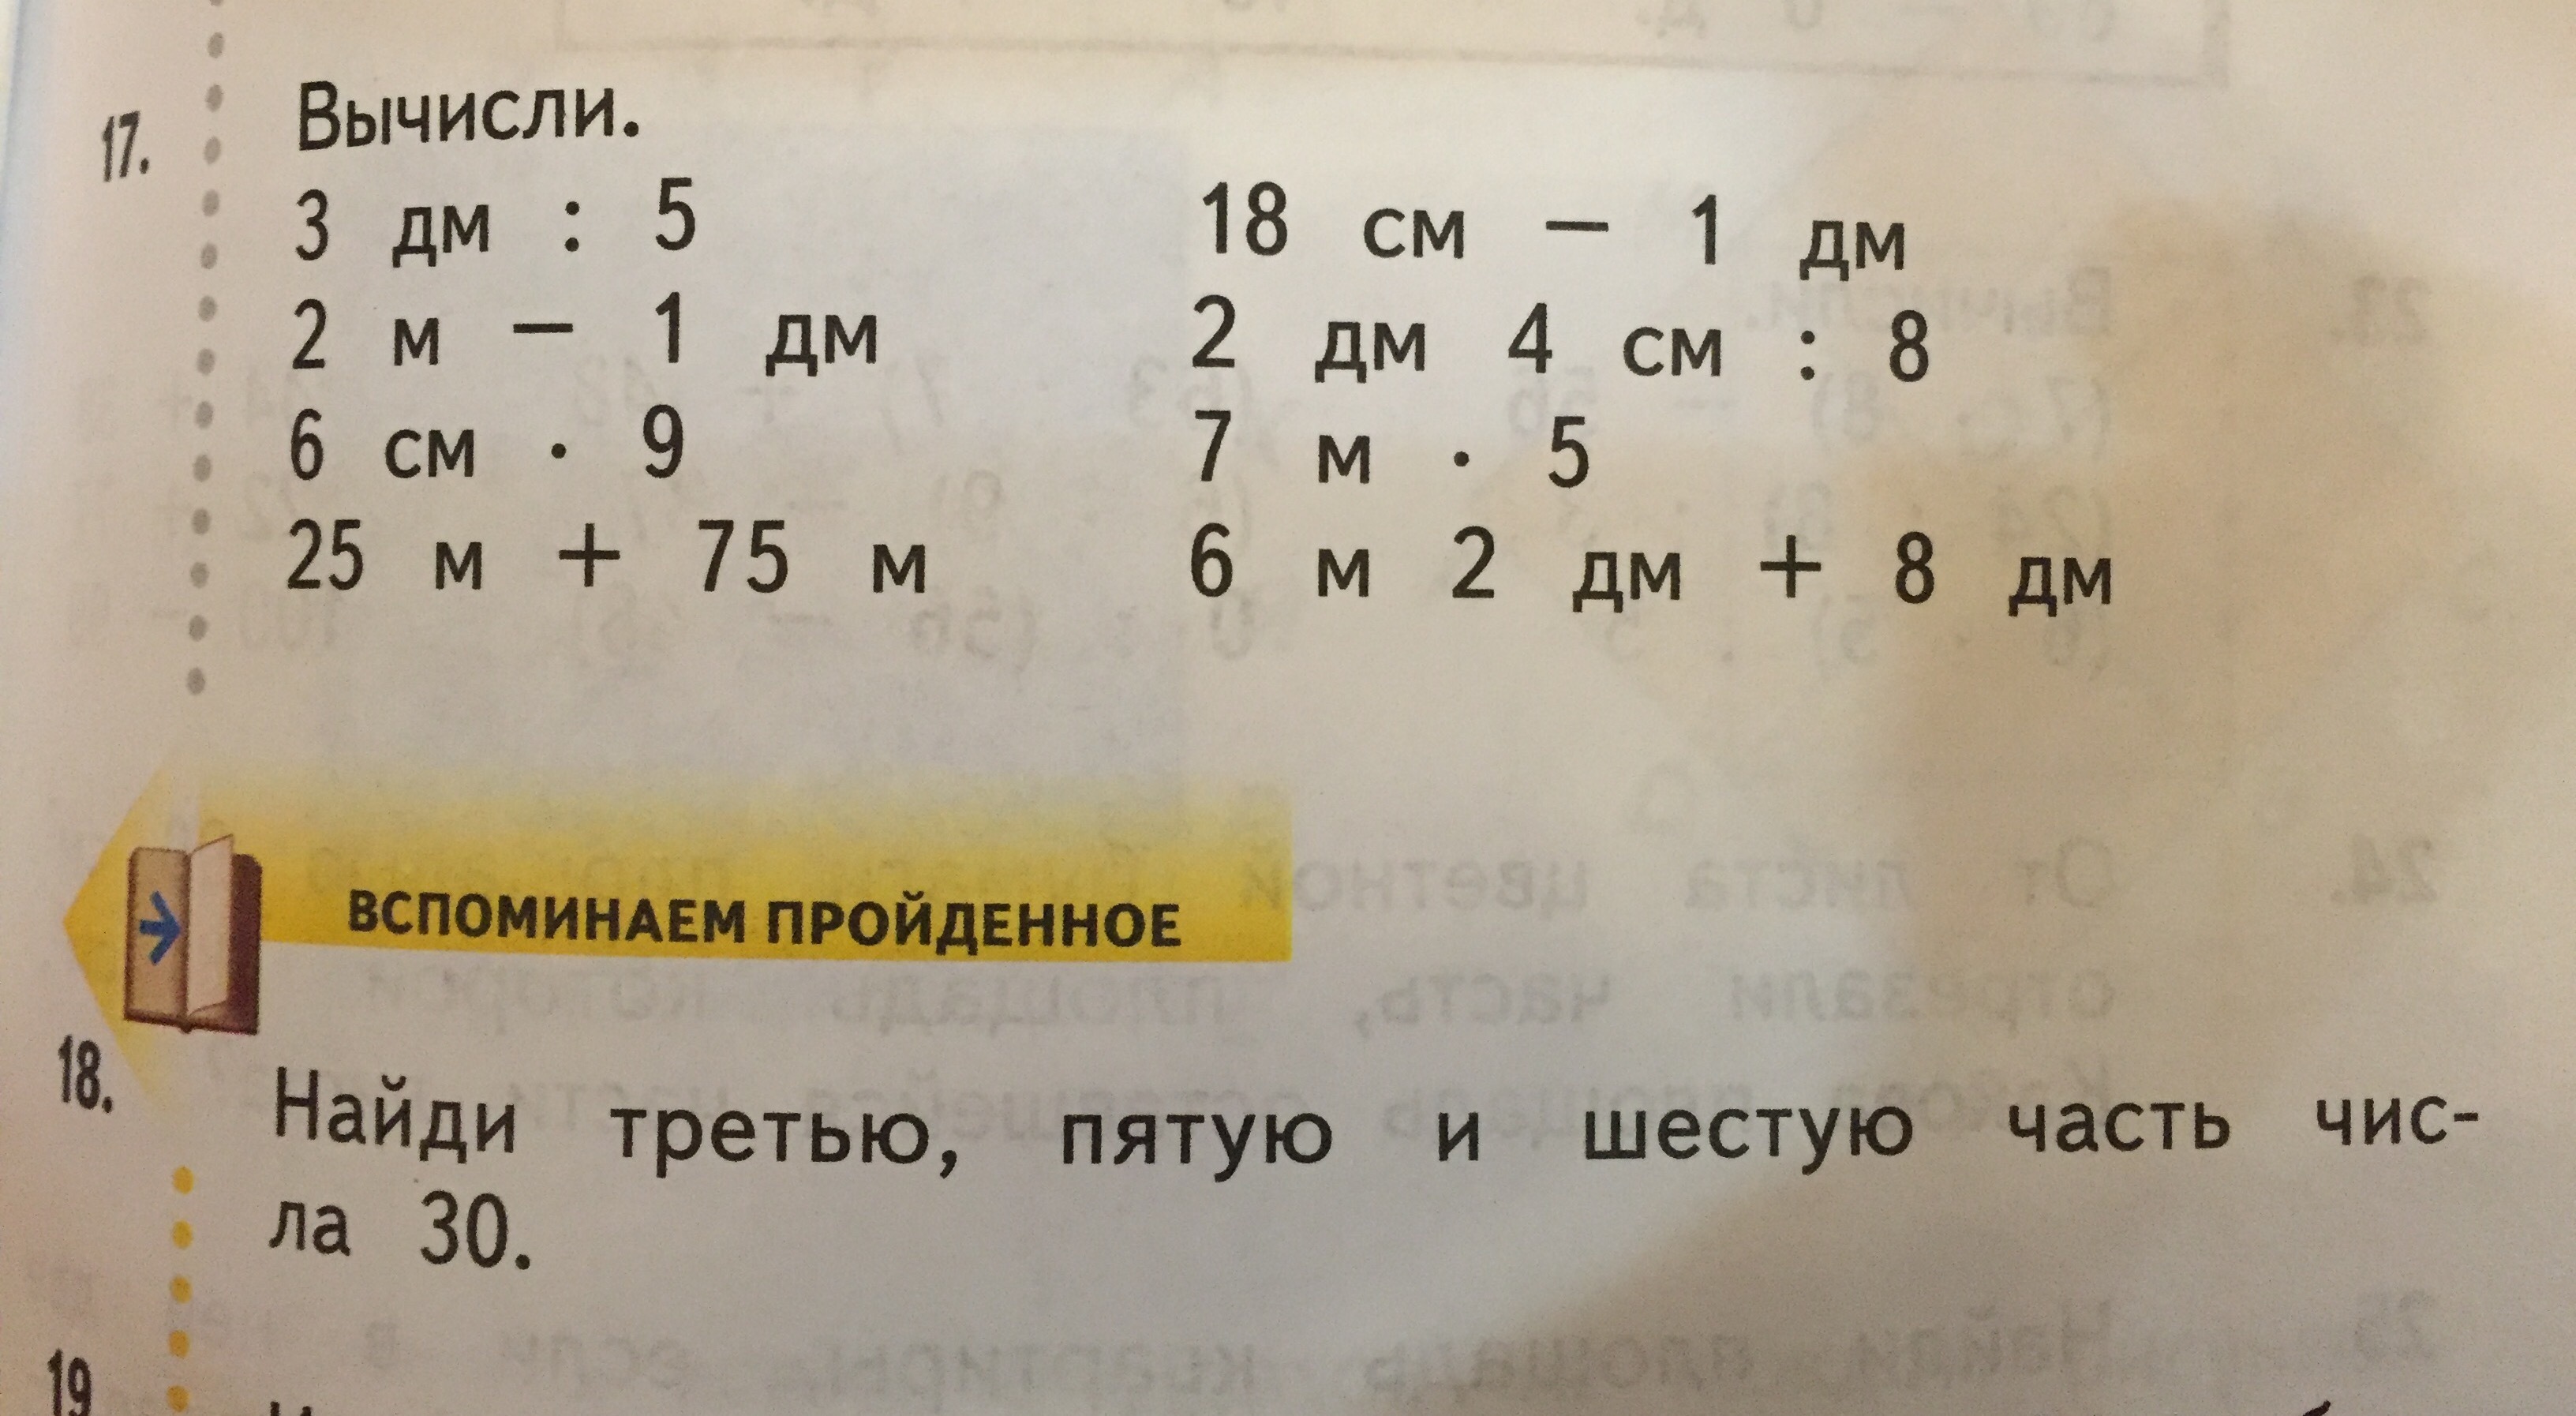 17. Вычисли.
3 дм : 5 18 см − 1 дм
2 м − 1 дм 2 дм 4 см : 8
6 см · 9 7 м · 5
25 м + 75 м 6 м 2 дм + 8 дм
ВСПОМИНАЕМ ПРОЙДЕННОЕ
18. Найди третью, пятую и шестую часть чис-
ла 30.
19